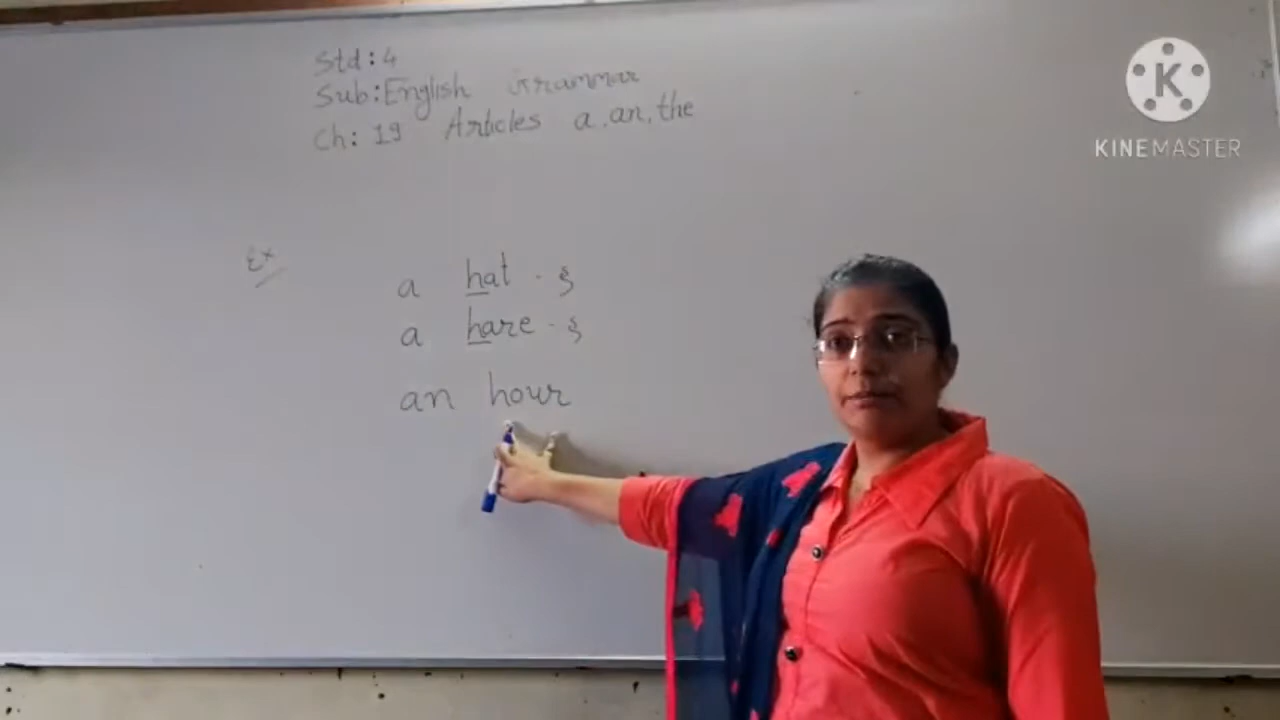 Std: 4
Sub: English Grammar
Ch: 19 Articles a, an, the
Ex
a hat -
a hare -
an hour
K
KINEMASTER